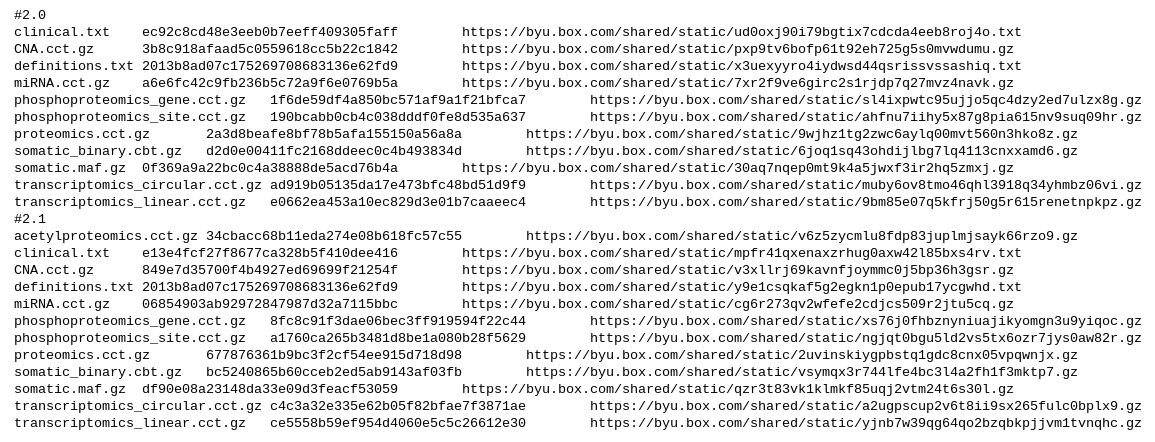 #2.0
clinical.txt ec92c8cd48e3eeb0b7eeff409305faff https://byu.box.com/shared/static/ud0oxj90i79bgtix7cdcda4eeb8roj4o.txt
CNA.cct.gz 3b8c918afaad5c0559618cc5b22c1842 https://byu.box.com/shared/static/pxp9tv6bofp61t92eh725g5s0mvwdumu.gz
definitions.txt 2013b8ad07c175269708683136e62fd9 https://byu.box.com/shared/static/x3uexyyro4iydwsd44qsrissvssashiq.txt
miRNA.cct.gz a6e6fc42c9fb236b5c72a9f6e0769b5a https://byu.box.com/shared/static/7xr2f9ve6girc2s1rjdp7q27mvz4navk.gz
phosphoproteomics_gene.cct.gz 1f6de59df4a850bc571af9a1f21bfca7 https://byu.box.com/shared/static/sl4ixpwtc95ujjo5qc4dzy2ed7ulzx8g.gz
phosphoproteomics_site.cct.gz 190bcabb0cb4c038dddf0fe8d535a637 https://byu.box.com/shared/static/ahfnu7iihy5x87g8pia615nv9suq09hr.gz
proteomics.cct.gz 2a3d8beafe8bf78b5afa155150a56a8a https://byu.box.com/shared/static/9wjhz1tg2zwc6aylq00mvt560n3hko8z.gz
somatic_binary.cbt.gz d2d0e00411fc2168ddeec0c4b493834d https://byu.box.com/shared/static/6joq1sq43ohdijlbg7lq4113cnxxamd6.gz
somatic.maf.gz 0f369a9a22bc0c4a38888de5acd76b4a https://byu.box.com/shared/static/30aq7nqep0mt9k4a5jwxf3ir2hq5zmxj.gz
transcriptomics_circular.cct.gz ad919b05135da17e473bfc48bd51d9f9 https://byu.box.com/shared/static/muby6ov8tmo46qhl3918q34yhmbz06vi.gz
transcriptomics_linear.cct.gz e0662ea453a10ec829d3e01b7caaeec4 https://byu.box.com/shared/static/9bm85e07q5kfrj50g5r615renetnpkpz.gz
#2.1
acetylproteomics.cct.gz 34cbacc68b11eda274e08b618fc57c55 https://byu.box.com/shared/static/v6z5zycmlu8fdp83juplmjsayk66rzo9.gz
clinical.txt e13e4fcf27f8677ca328b5f410dee416 https://byu.box.com/shared/static/mpfr41qxenaxzrhug0axw42l85bxs4rv.txt
CNA.cct.gz 849e7d35700f4b4927ed69699f21254f https://byu.box.com/shared/static/v3xllrj69kavnfjoymmc0j5bp36h3gsr.gz
definitions.txt 2013b8ad07c175269708683136e62fd9 https://byu.box.com/shared/static/y9e1csqkaf5g2egkn1p0epub17ycgwhd.txt
miRNA.cct.gz 06854903ab92972847987d32a7115bbc https://byu.box.com/shared/static/cg6r273qv2wfefe2cdjcs509r2jtu5cq.gz
phosphoproteomics_gene.cct.gz 8fc8c91f3dae06bec3ff919594f22c44 https://byu.box.com/shared/static/xs76j0fhbznyniuajikyomgn3u9yiqoc.gz
phosphoproteomics_site.cct.gz a1760ca265b3481d8be1a080b28f5629 https://byu.box.com/shared/static/ngjqt0bgu5ld2vs5tx6ozr7jys0aw82r.gz
proteomics.cct.gz 677876361b9bc3f2cf54ee915d718d98 https://byu.box.com/shared/static/2uvinskiygpbstq1gdc8cnx05vpqwnjx.gz
somatic_binary.cbt.gz bc5240865b60cceb2ed5ab9143af03fb https://byu.box.com/shared/static/vsymqx3r744lfe4bc3l4a2fh1f3mktp7.gz
somatic.maf.gz df90e08a23148da33e09d3feacf53059 https://byu.box.com/shared/static/qzr3t83vk1klmkf85uqj2vtm24t6s30l.gz
transcriptomics_circular.cct.gz c4c3a32e335e62b05f82bfae7f3871ae https://byu.box.com/shared/static/a2ugpscup2v6t8ii9sx265fulc0bplx9.gz
transcriptomics_linear.cct.gz ce5558b59ef954d4060e5c5c26612e30 https://byu.box.com/shared/static/yjnb7w39qg64qo2bzqbkpjjvm1tvnqhc.gz